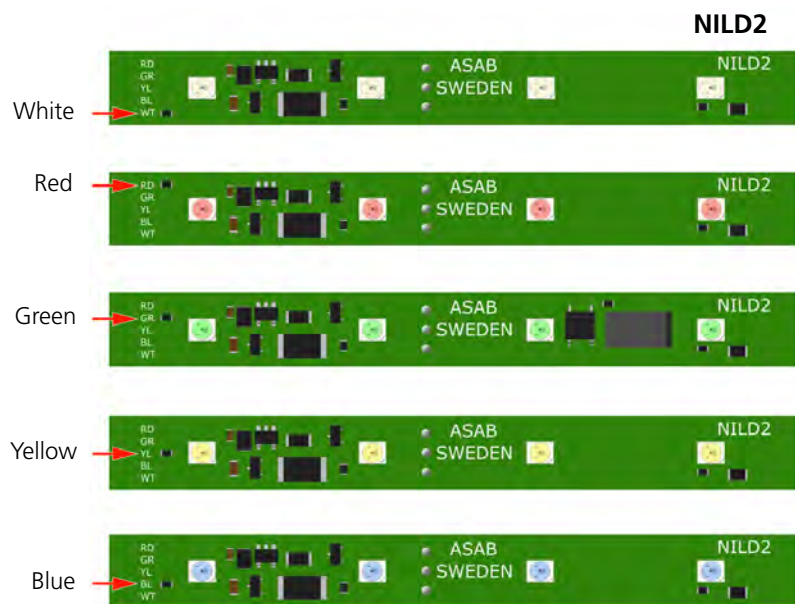 NILD2
White
RD
GR
YL
BL
WT
ASAB
SWEDEN
NILD2
Red
RD
GR
YL
BL
WT
ASAB
SWEDEN
NILD2
Green
RD
GR
YL
BL
WT
ASAB
SWEDEN
NILD2
Yellow
RD
GR
YL
BL
WT
ASAB
SWEDEN
NILD2
Blue
RD
GR
YL
BL
WT
ASAB
SWEDEN
NILD2